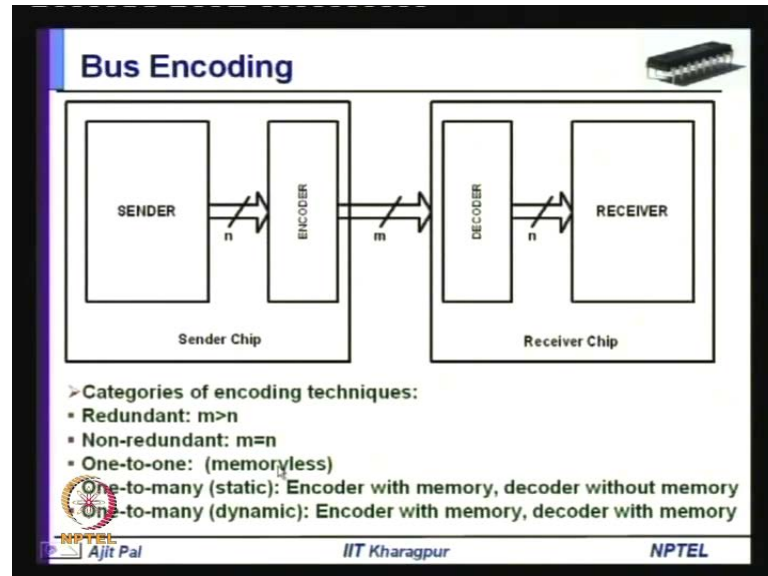 Bus Encoding
SENDER
n
ENCODER
m
DECODER
n
RECEIVER
Sender Chip
Receiver Chip
➢Categories of encoding techniques:
▪ Redundant: m>n
▪ Non-redundant: m=n
▪ One-to-one: (memoryless)
One-to-many (static): Encoder with memory, decoder without memory
One-to-many (dynamic): Encoder with memory, decoder with memory
NPTEL
Ajit Pal
IIT Kharagpur
NPTEL